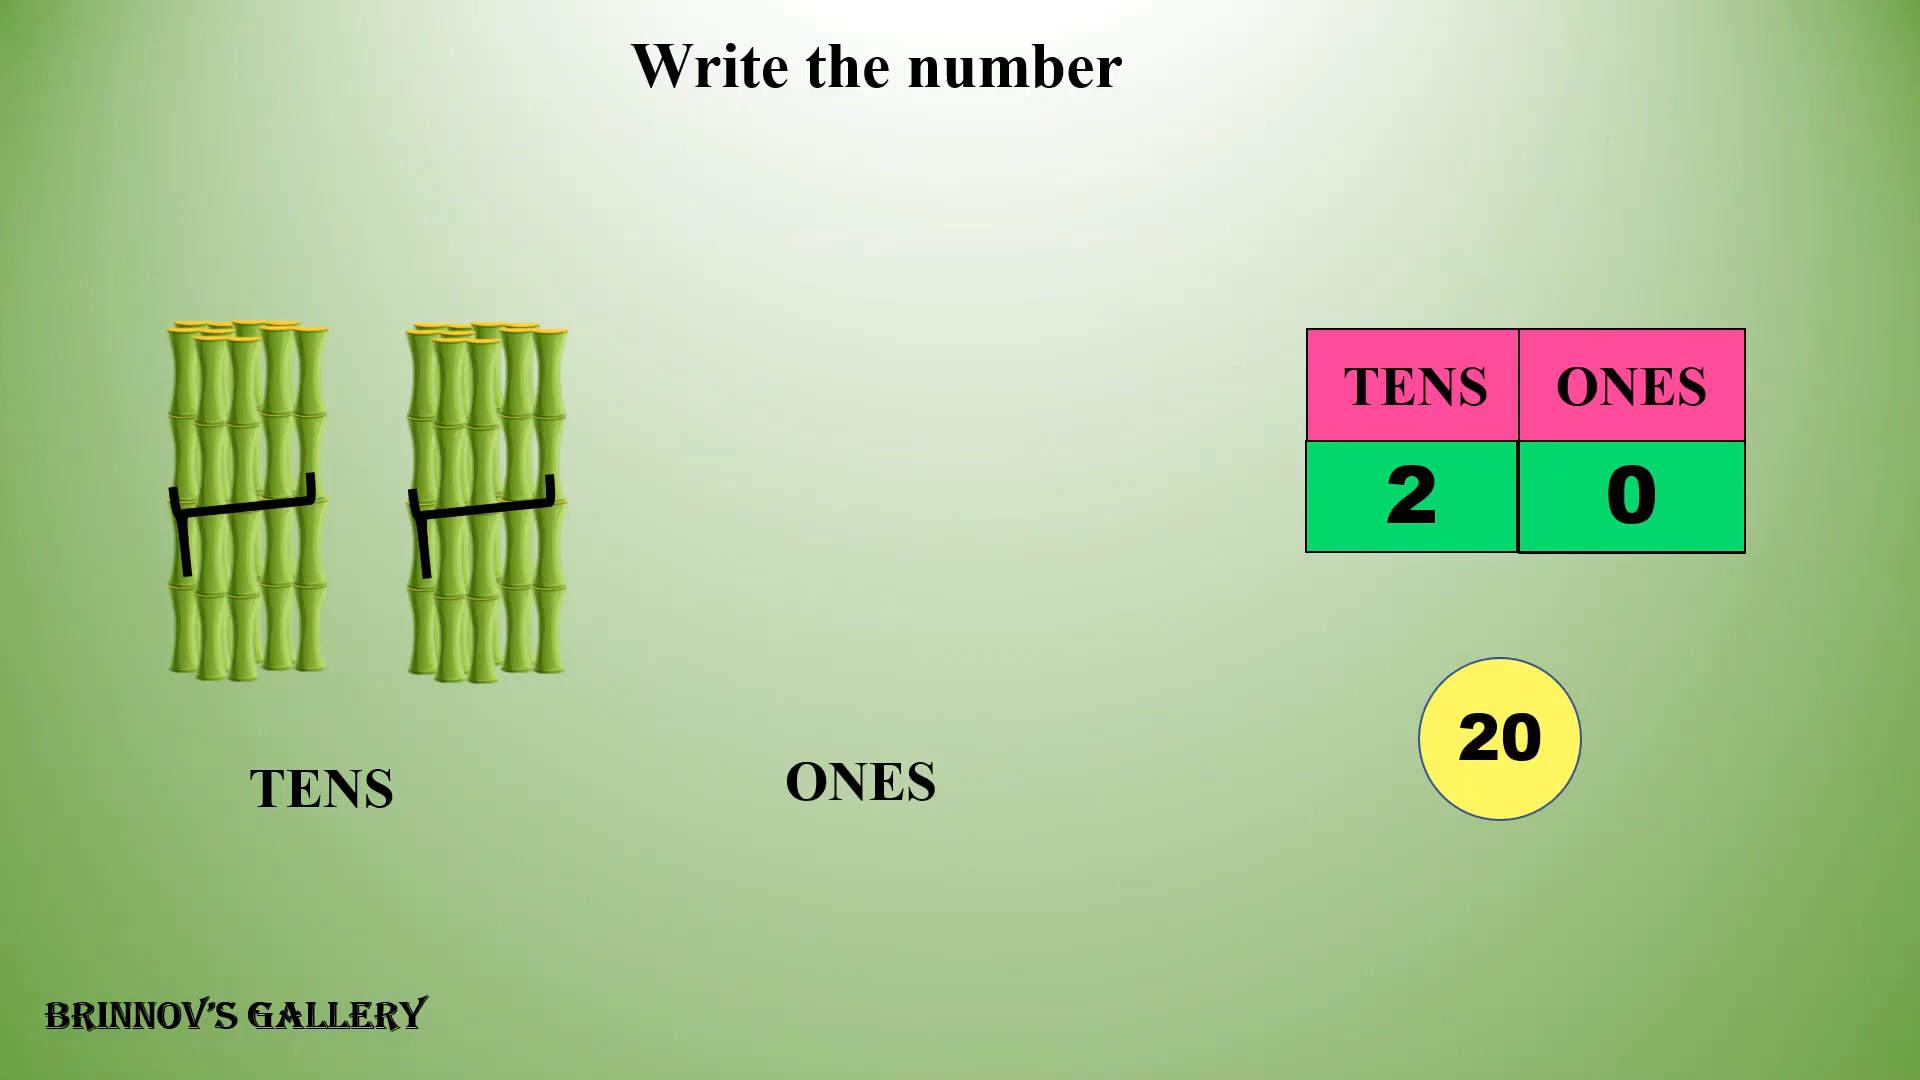 Write the number
TENS ONES
2 0
20
TENS
ONES
BRINNOV'S GALLERY